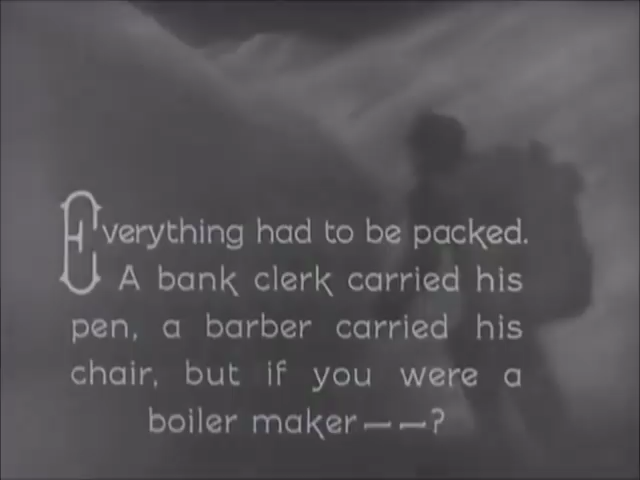 Everything had to be packed.
A bank clerk carried his
pen, a barber carried his
chair, but if you were a
boiler maker——?